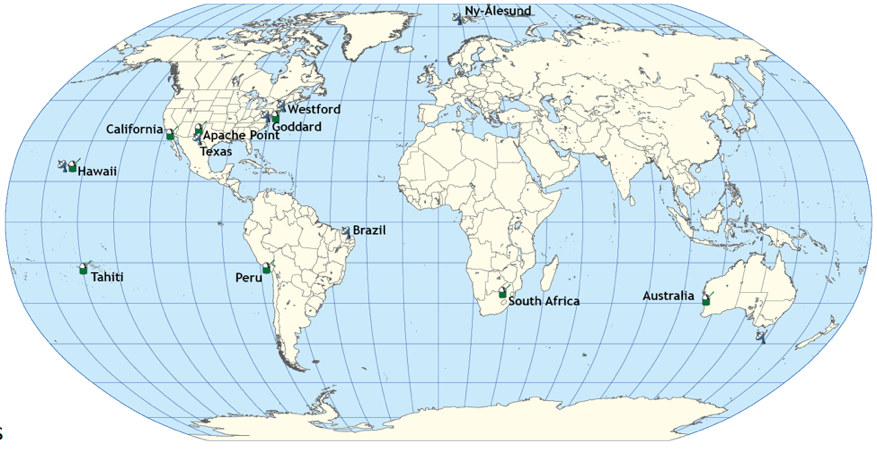 Ny-Ålesund
Westford
Goddard
California
Apache Point
Texas
Hawaii
Brazil
Tahiti
Peru
South Africa
Australia
s